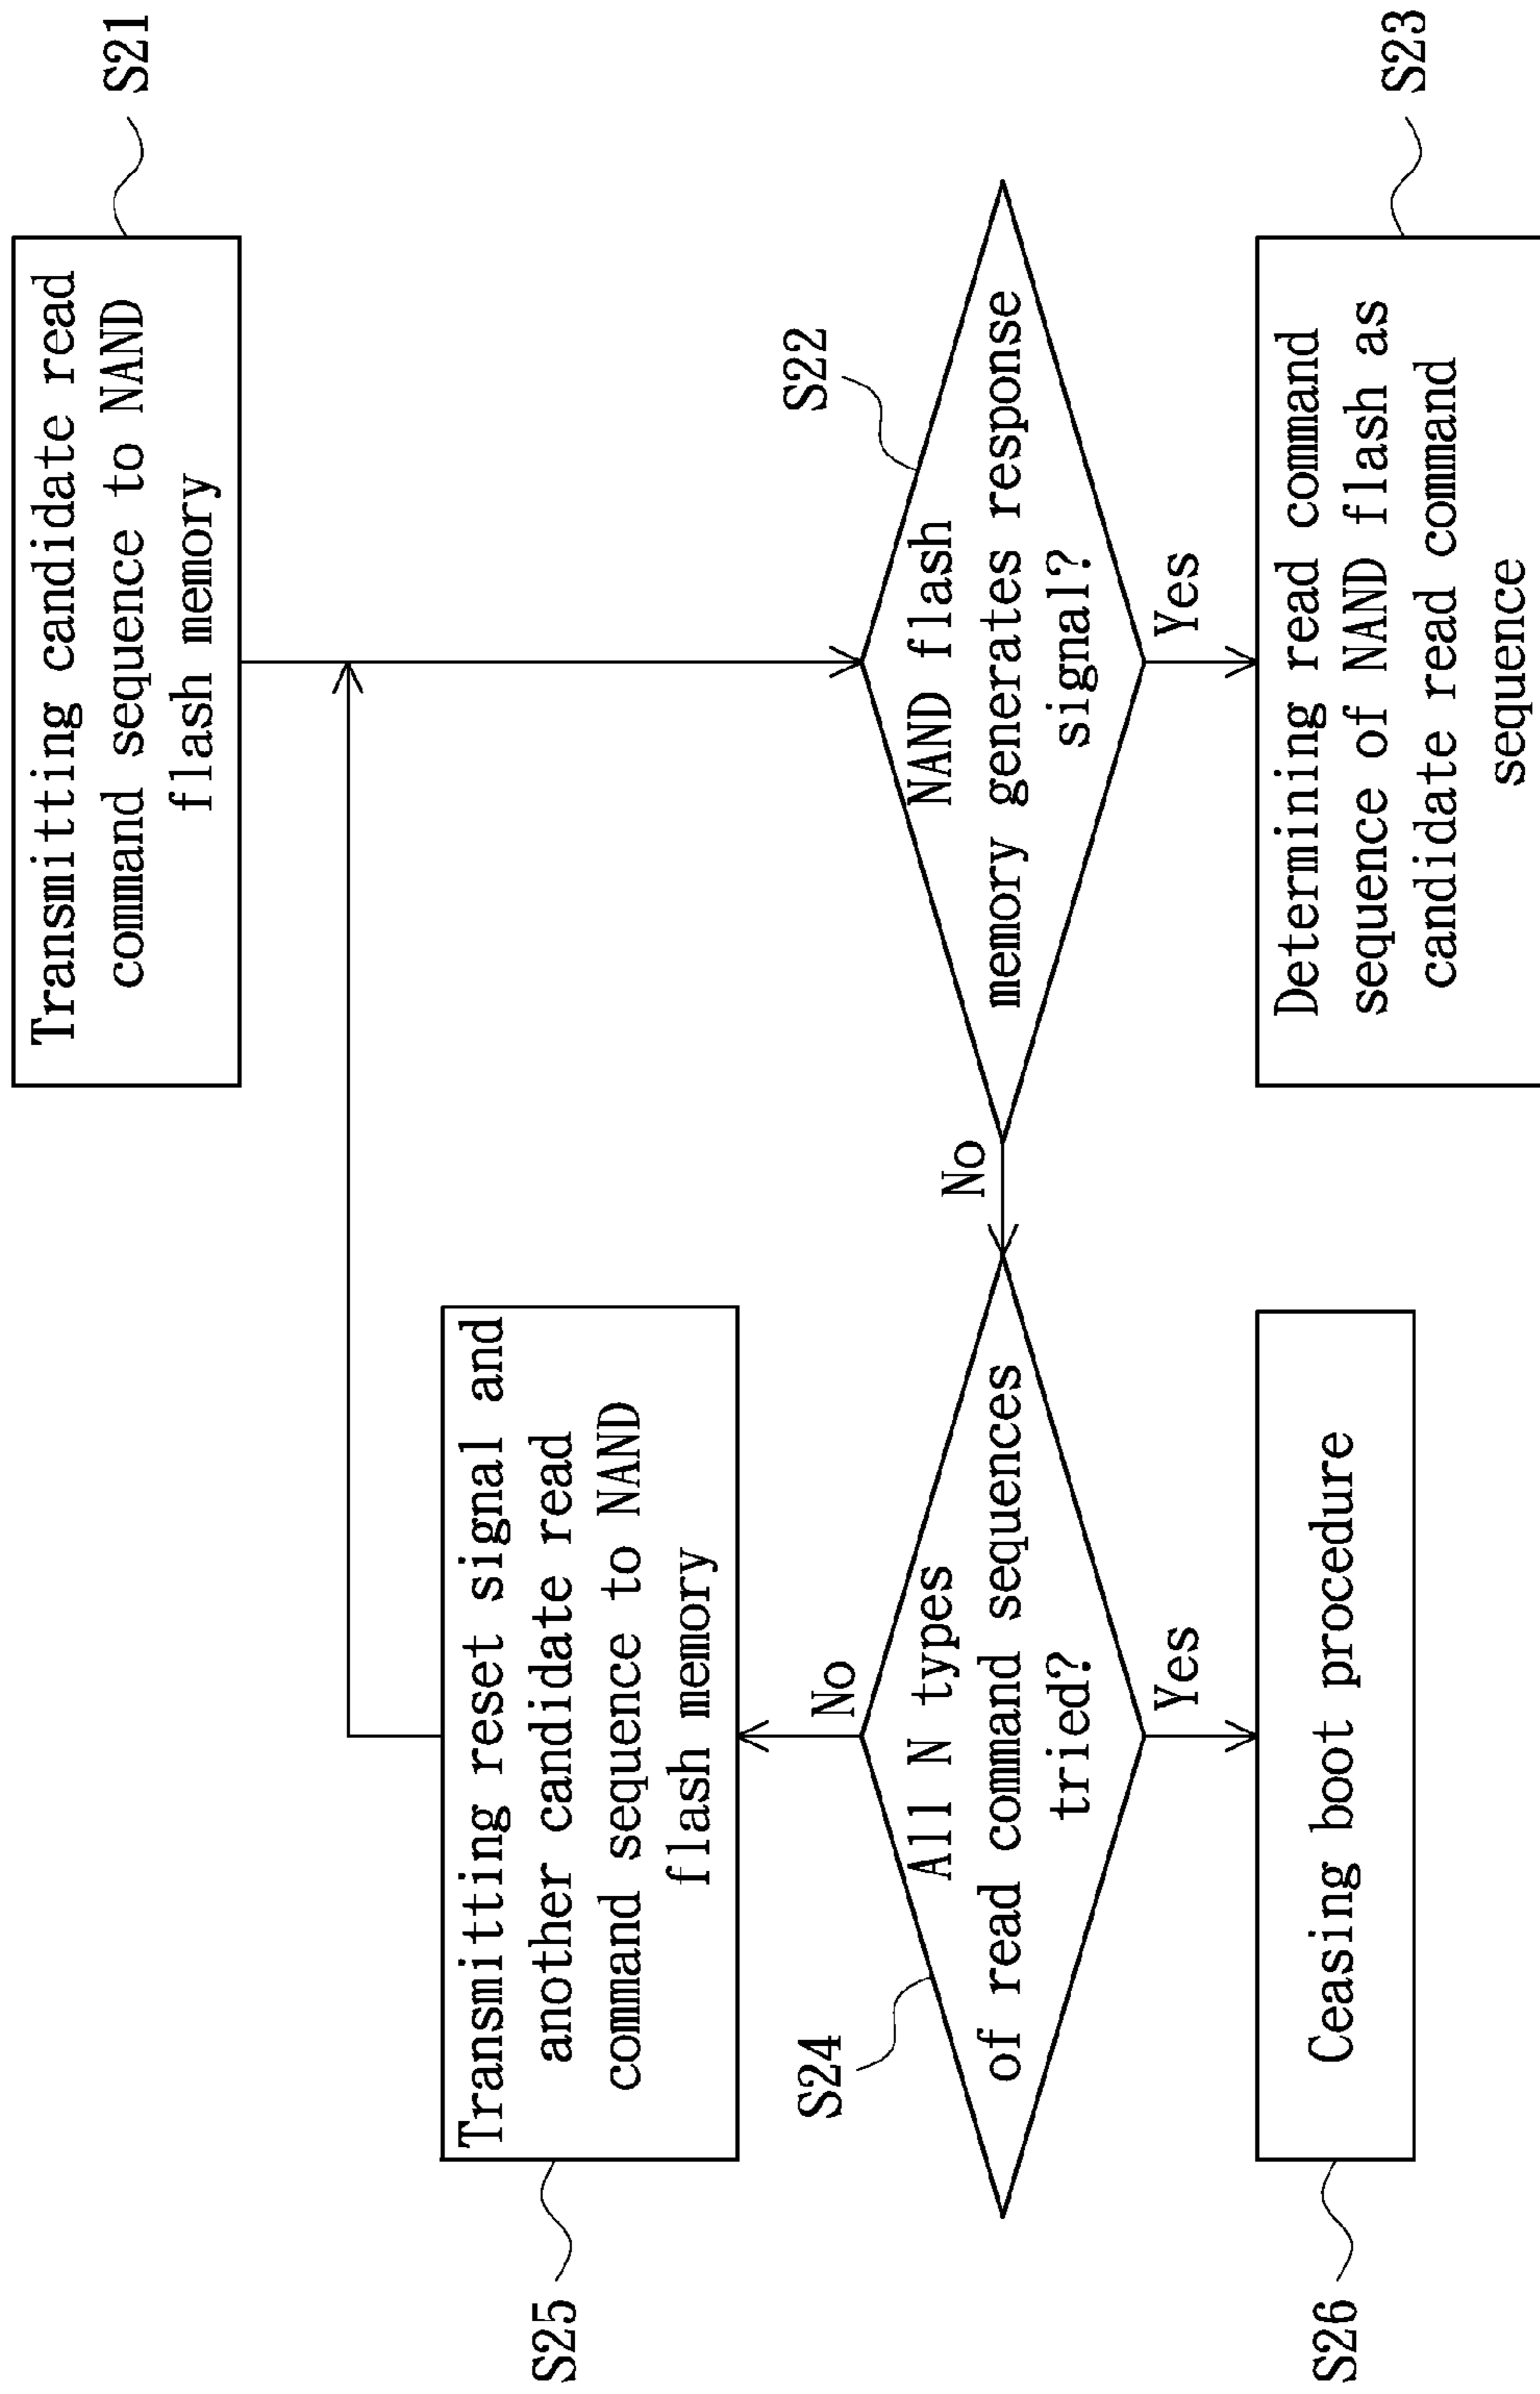 Transmitting candidate read
command sequence to NAND
flash memory
S21
Transmitting reset signal and
another candidate read
command sequence to NAND
flash memory
S25
No
S24
All N types
of read command sequences
tried?
No
S22
NAND flash
memory generates response
signal?
Yes
Yes
S26
Ceasing boot procedure
Determining read command
sequence of NAND flash as
candidate read command
sequence
S23